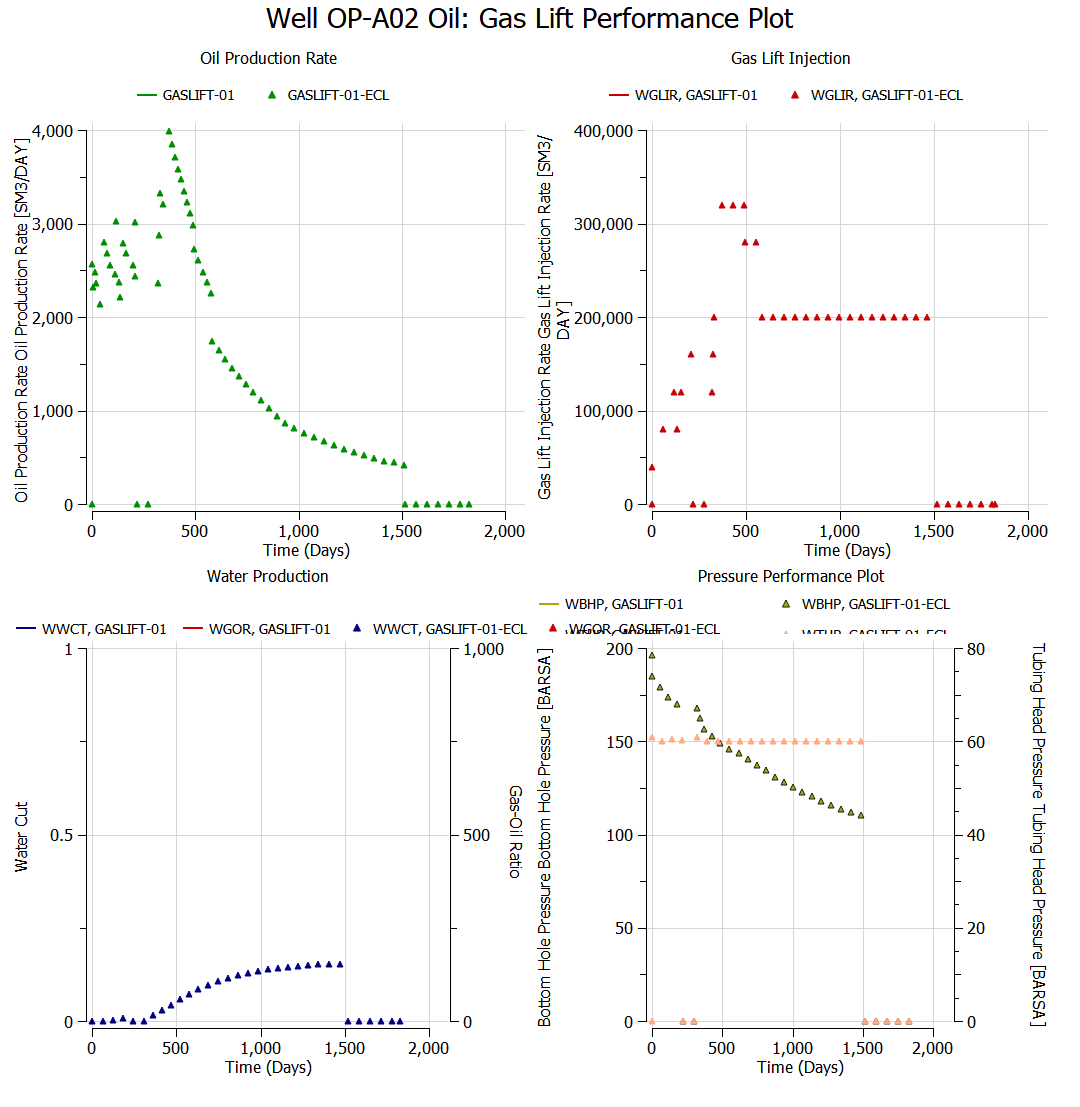 Well OP-A02 Oil: Gas Lift Performance Plot
Oil Production Rate
GASLIFT-01
GASLIFT-01-ECL
Oil Production Rate Oil Production Rate [SM3/DAY]
4,000
3,000
2,000
1,000
0
0
500
1,000
1,500
2,000
Time (Days)
Gas Lift Injection
WGLIR, GASLIFT-01
WGLIR, GASLIFT-01-ECL
Gas Lift Injection Rate Gas Lift Injection Rate [SM3/
DAY]
400,000
300,000
200,000
100,000
0
0
500
1,000
1,500
2,000
Time (Days)
Water Production
WWCT, GASLIFT-01
WGOR, GASLIFT-01
WWCT, GASLIFT-01-ECL
WGOR, GASLIFT-01-ECL
Water Cut
1
0.5
0
1,000
500
0
Gas-Oil Ratio
0
500
1,000
1,500
2,000
Time (Days)
Pressure Performance Plot
WBHP, GASLIFT-01
WBHP, GASLIFT-01-ECL
WTHP, GASLIFT-01-ECL
Bottom Hole Pressure Bottom Hole Pressure [BARSA]
200
150
100
50
0
80
60
40
20
0
Tubing Head Pressure Tubing Head Pressure [BARSA]
0
500
1,000
1,500
2,000
Time (Days)